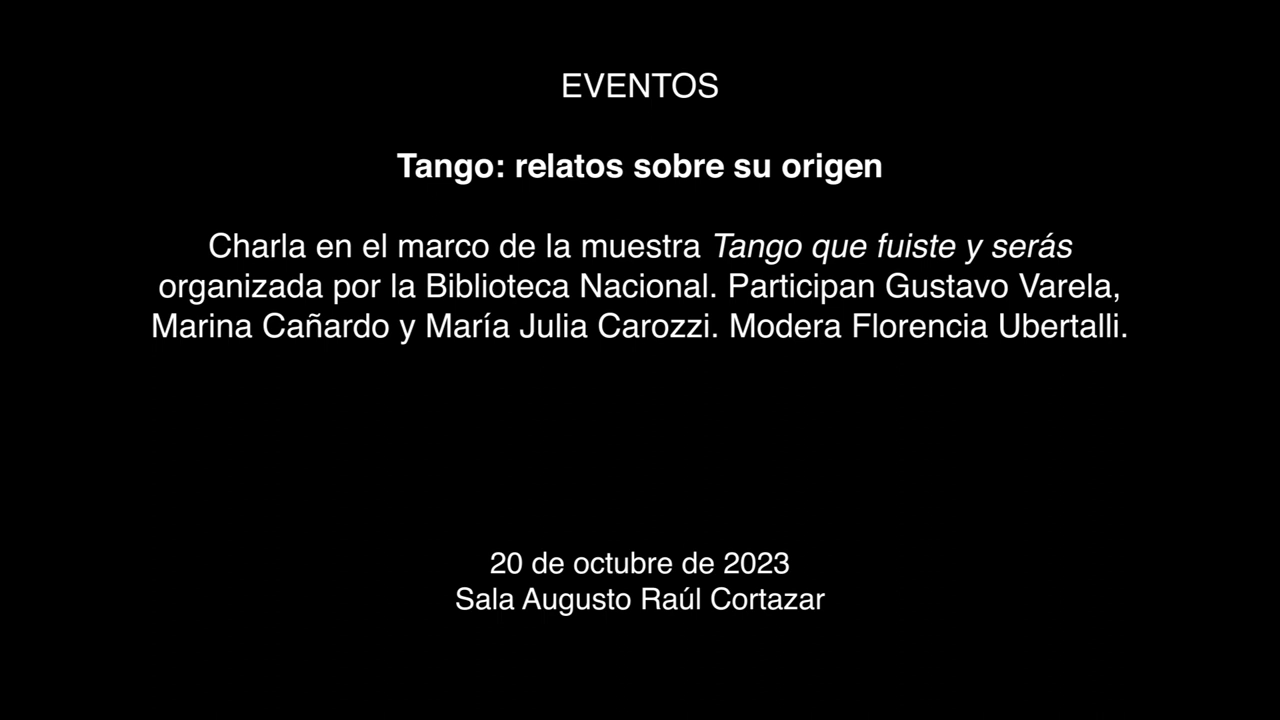 EVENTOS
Tango: relatos sobre su origen
Charla en el marco de la muestra Tango que fuiste y serás
organizada por la Biblioteca Nacional. Participan Gustavo Varela,
Marina Cañardo y María Julia Carozzi. Modera Florencia Ubertalli.
20 de octubre de 2023
Sala Augusto Raúl Cortazar